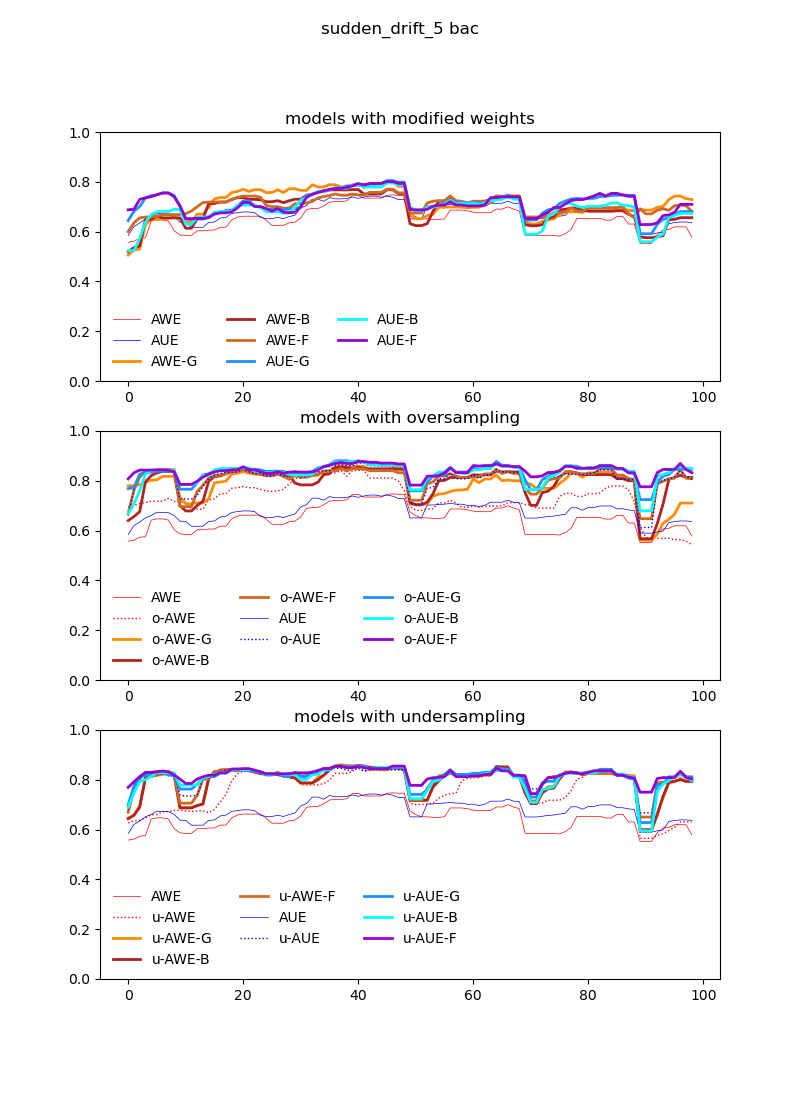 sudden_drift_5 bac
models with modified weights
1.0
0.8
0.6
0.4
0.2
0.0
AWE AWE-B AUE-B
AUE AWE-F AUE-F
AWE-G AUE-G
0 20 40 60 80 100
models with oversampling
1.0
0.8
0.6
0.4
0.2
0.0
AWE o-AWE-F o-AUE-G
o-AWE AUE o-AUE-B
o-AWE-G o-AUE o-AUE-F
o-AWE-B
0 20 40 60 80 100
models with undersampling
1.0
0.8
0.6
0.4
0.2
0.0
AWE u-AWE-F u-AUE-G
u-AWE AUE u-AUE-B
u-AWE-G u-AUE u-AUE-F
u-AWE-B
0 20 40 60 80 100